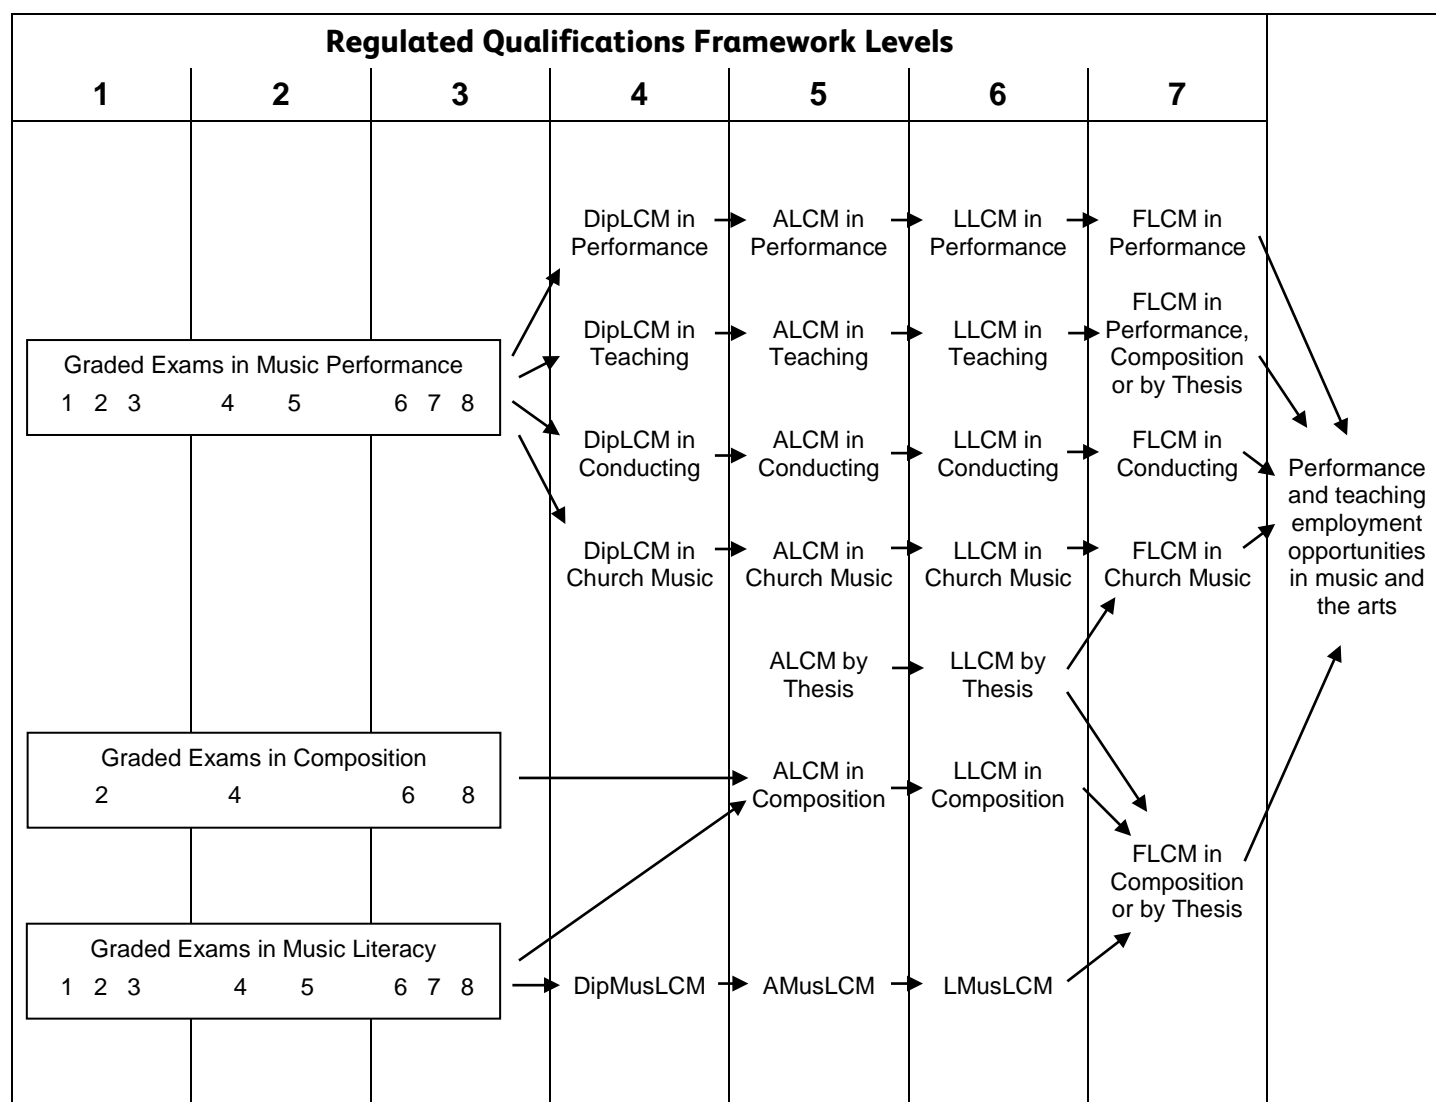 Regulated Qualifications Framework Levels
1 2 3 4 5 6 7
DipLCM in
Performance
ALCM in
Performance
LLCM in
Performance
FLCM in
Performance
Graded Exams in Music Performance
1 2 3 4 5 6 7 8
DipLCM in
Teaching
ALCM in
Teaching
LLCM in
Teaching
FLCM in
Performance,
Composition
or by Thesis
DipLCM in
Conducting
ALCM in
Conducting
LLCM in
Conducting
FLCM in
Conducting
DipLCM in
Church Music
ALCM in
Church Music
LLCM in
Church Music
FLCM in
Church Music
Performance
and teaching
employment
opportunities
in music and
the arts
ALCM by
Thesis
LLCM by
Thesis
Graded Exams in Composition
2 4 6 8
ALCM in
Composition
LLCM in
Composition
FLCM in
Composition
or by Thesis
Graded Exams in Music Literacy
1 2 3 4 5 6 7 8
DipMusLCM
AMusLCM
LMusLCM